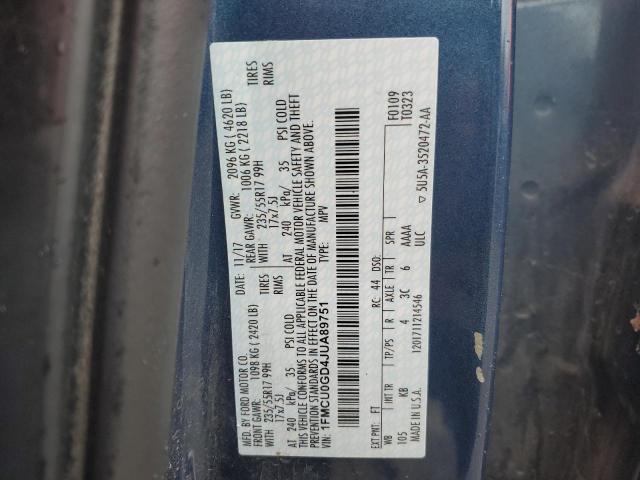 MFD. BY FORD MOTOR CO.
DATE: 11/17 GVWR: 2096 KG ( 4620 LB)
FRONT GAWR: 1098 KG ( 2420 LB) REAR GAWR: 1006 KG ( 2218 LB)
WITH 235/55R17 99H TIRES WITH 235/55R17 99H TIRES
17x7.5J RIMS 17x7.5J RIMS
AT 240 kPa/ 35 PSI COLD AT 240 kPa/ 35 PSI COLD
THIS VEHICLE CONFORMS TO ALL APPLICABLE FEDERAL MOTOR VEHICLE SAFETY AND THEFT
PREVENTION STANDARDS IN EFFECT ON THE DATE OF MANUFACTURE SHOWN ABOVE.
VIN: 1FMCU0GD4JUA89751 TYPE: MPV
F0109
T0323
EXT PNT: FT RC: 44 DSO:
WB INT TR TP/PS R AXLE TR SPR
105 KB 4 3C 6 AAAA
ULC
MADE IN U.S.A. 1201711214546
▽ 5U5A-3520472-AA